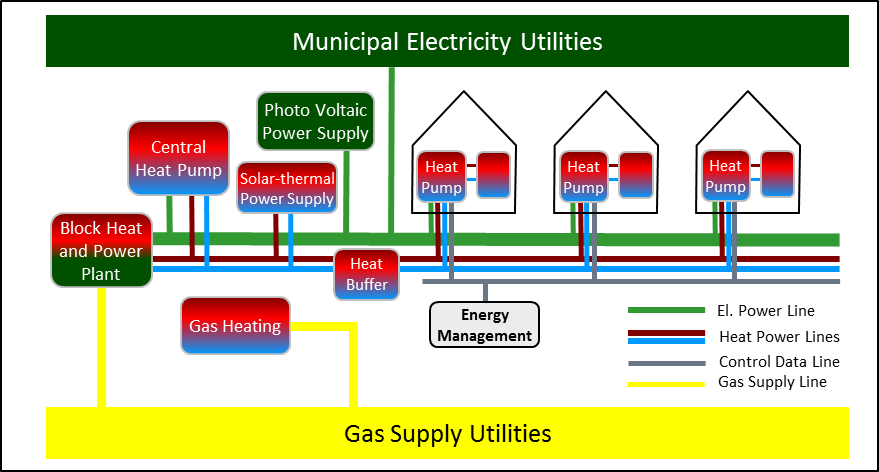 Municipal Electricity Utilities
Photo Voltaic
Power Supply
Central
Heat Pump
Solar-thermal
Power Supply
Heat
Pump
Heat
Pump
Heat
Pump
Block Heat
and Power
Plant
Heat
Buffer
Gas Heating
Energy
Management
El. Power Line
Heat Power Lines
Control Data Line
Gas Supply Line
Gas Supply Utilities